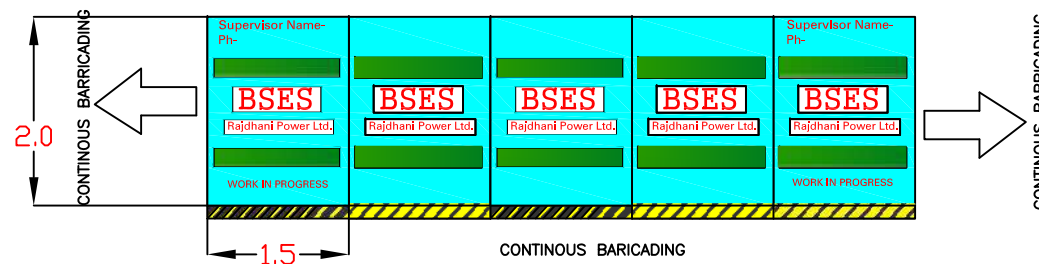 Supervisor Name-
Ph-
BSES
Rajdhani Power Ltd.
WORK IN PROGRESS
BSES
Rajdhani Power Ltd.
BSES
Rajdhani Power Ltd.
BSES
Rajdhani Power Ltd.
Supervisor Name-
Ph-
BSES
Rajdhani Power Ltd.
WORK IN PROGRESS
2.0
CONTINOUS BARRICADING
CONTINOUS BARRICADING
1.5
CONTINOUS BARICADING